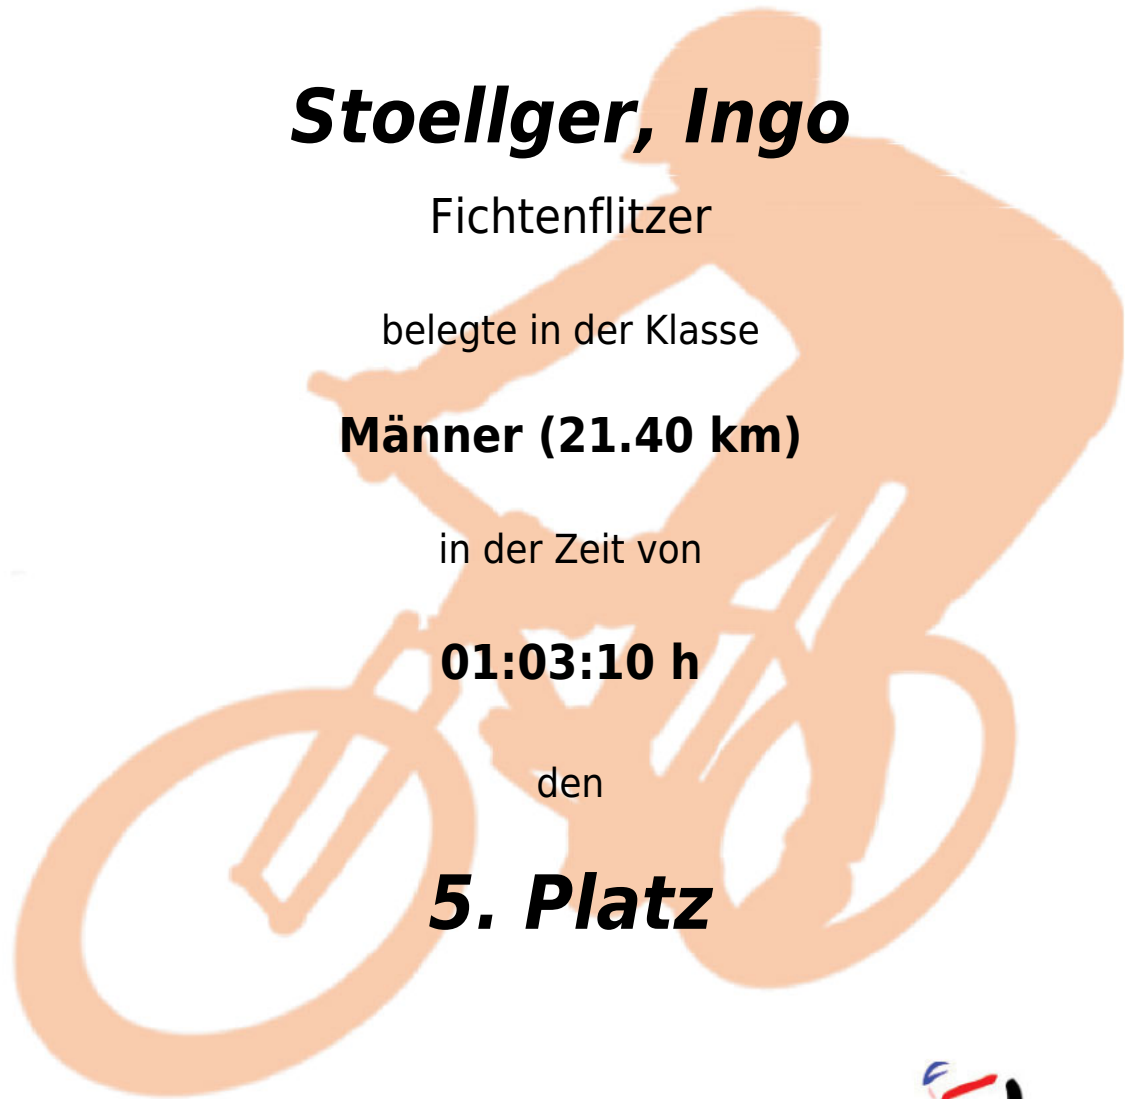 Stoellger, Ingo
Fichtenflitzer
belegte in der Klasse
Männer (21.40 km)
in der Zeit von
01:03:10 h
den
5. Platz